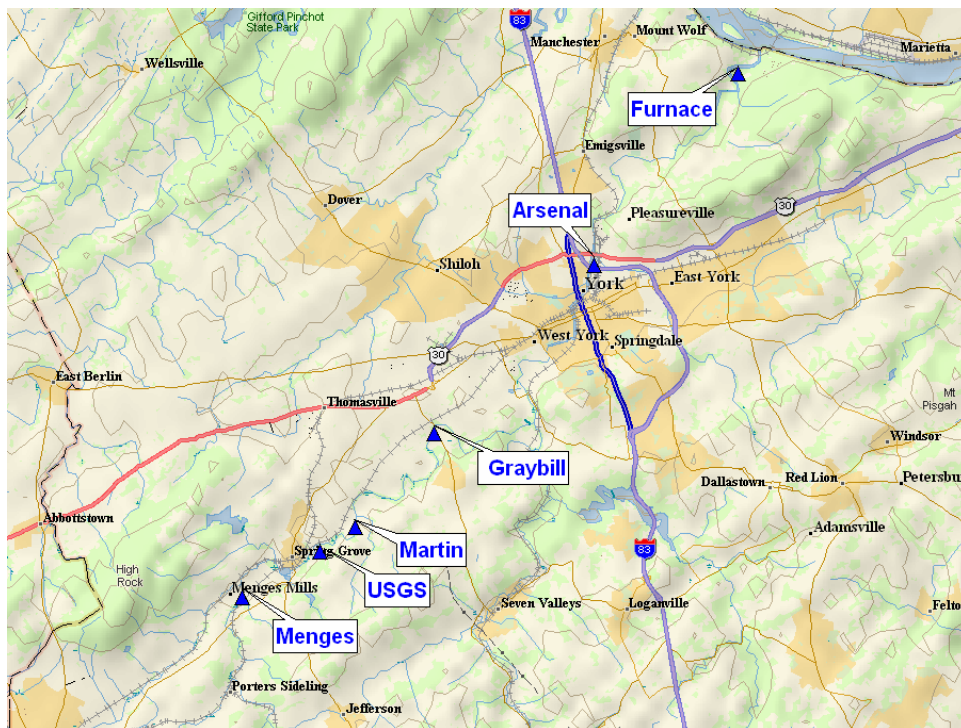 Gifford Pinchot
State Park
83
Manchester
Mount Wolf
Marietta
Wellsville
Furnace
Emigsville
Dover
Arsenal
Pleasureville
30
Shiloh
East York
York
West York
Springdale
30
East Berlin
Thomasville
Mt
Pisgah
Graybill
Windsor
Dallastown
Red Lion
Petersbu
Abbottstown
Martin
Adamsville
Spring Grove
83
High
Rock
USGS
Menges Mills
Seven Valleys
Loganville
Felto
Menges
Porters Sideling
Jefferson